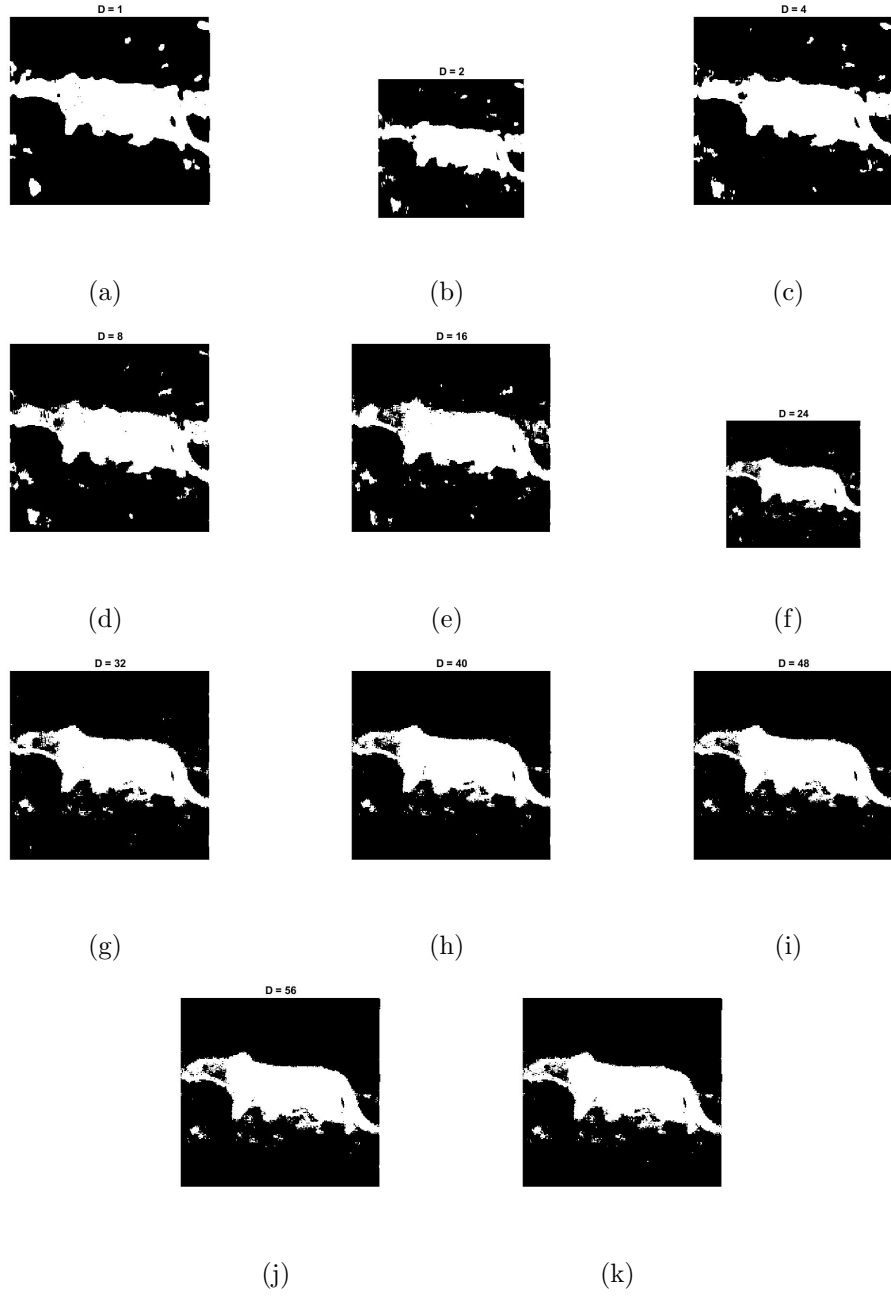 D = 1
D = 2
D = 4
(a)
(b)
(c)
D = 8
D = 16
D = 24
(d)
(e)
(f)
D = 32
D = 40
D = 48
(g)
(h)
(i)
D = 56
(j)
(k)